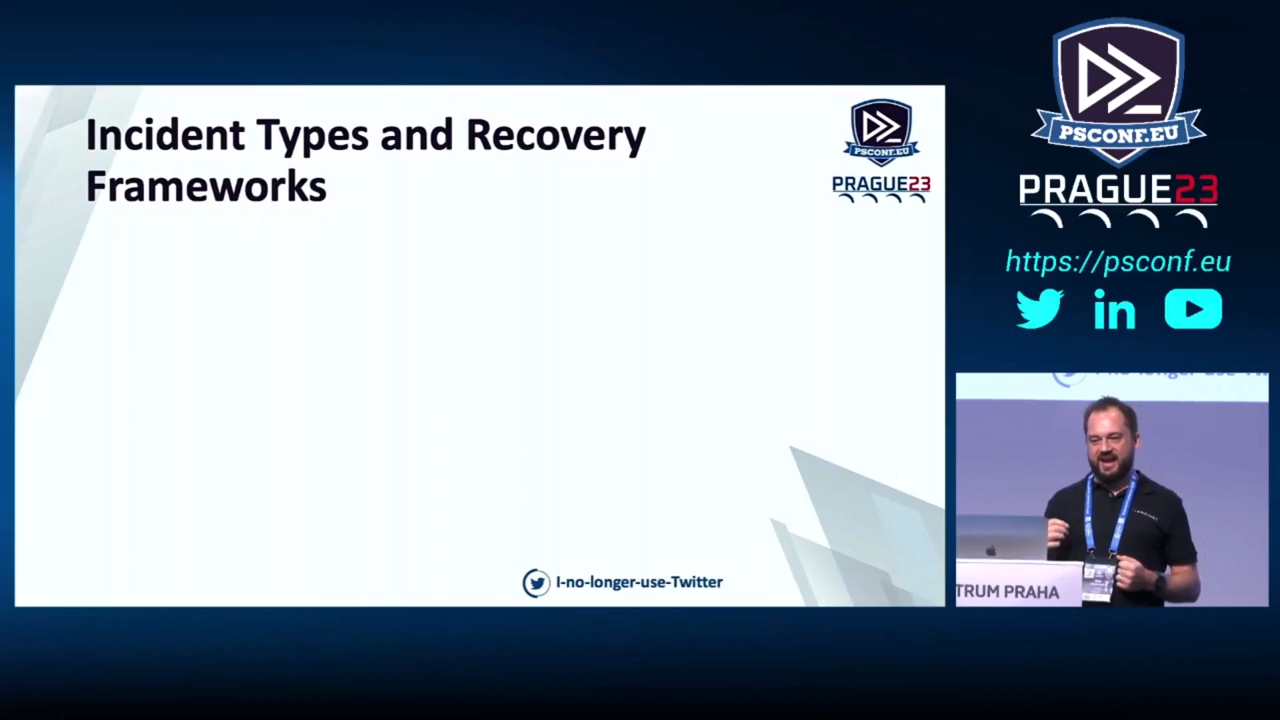 Incident Types and Recovery
Frameworks
PSCONF.EU
PRAGUE23
I-no-longer-use-Twitter
PSCONF.EU
PRAGUE23
https://psconf.eu
in
TRUM PRAHA